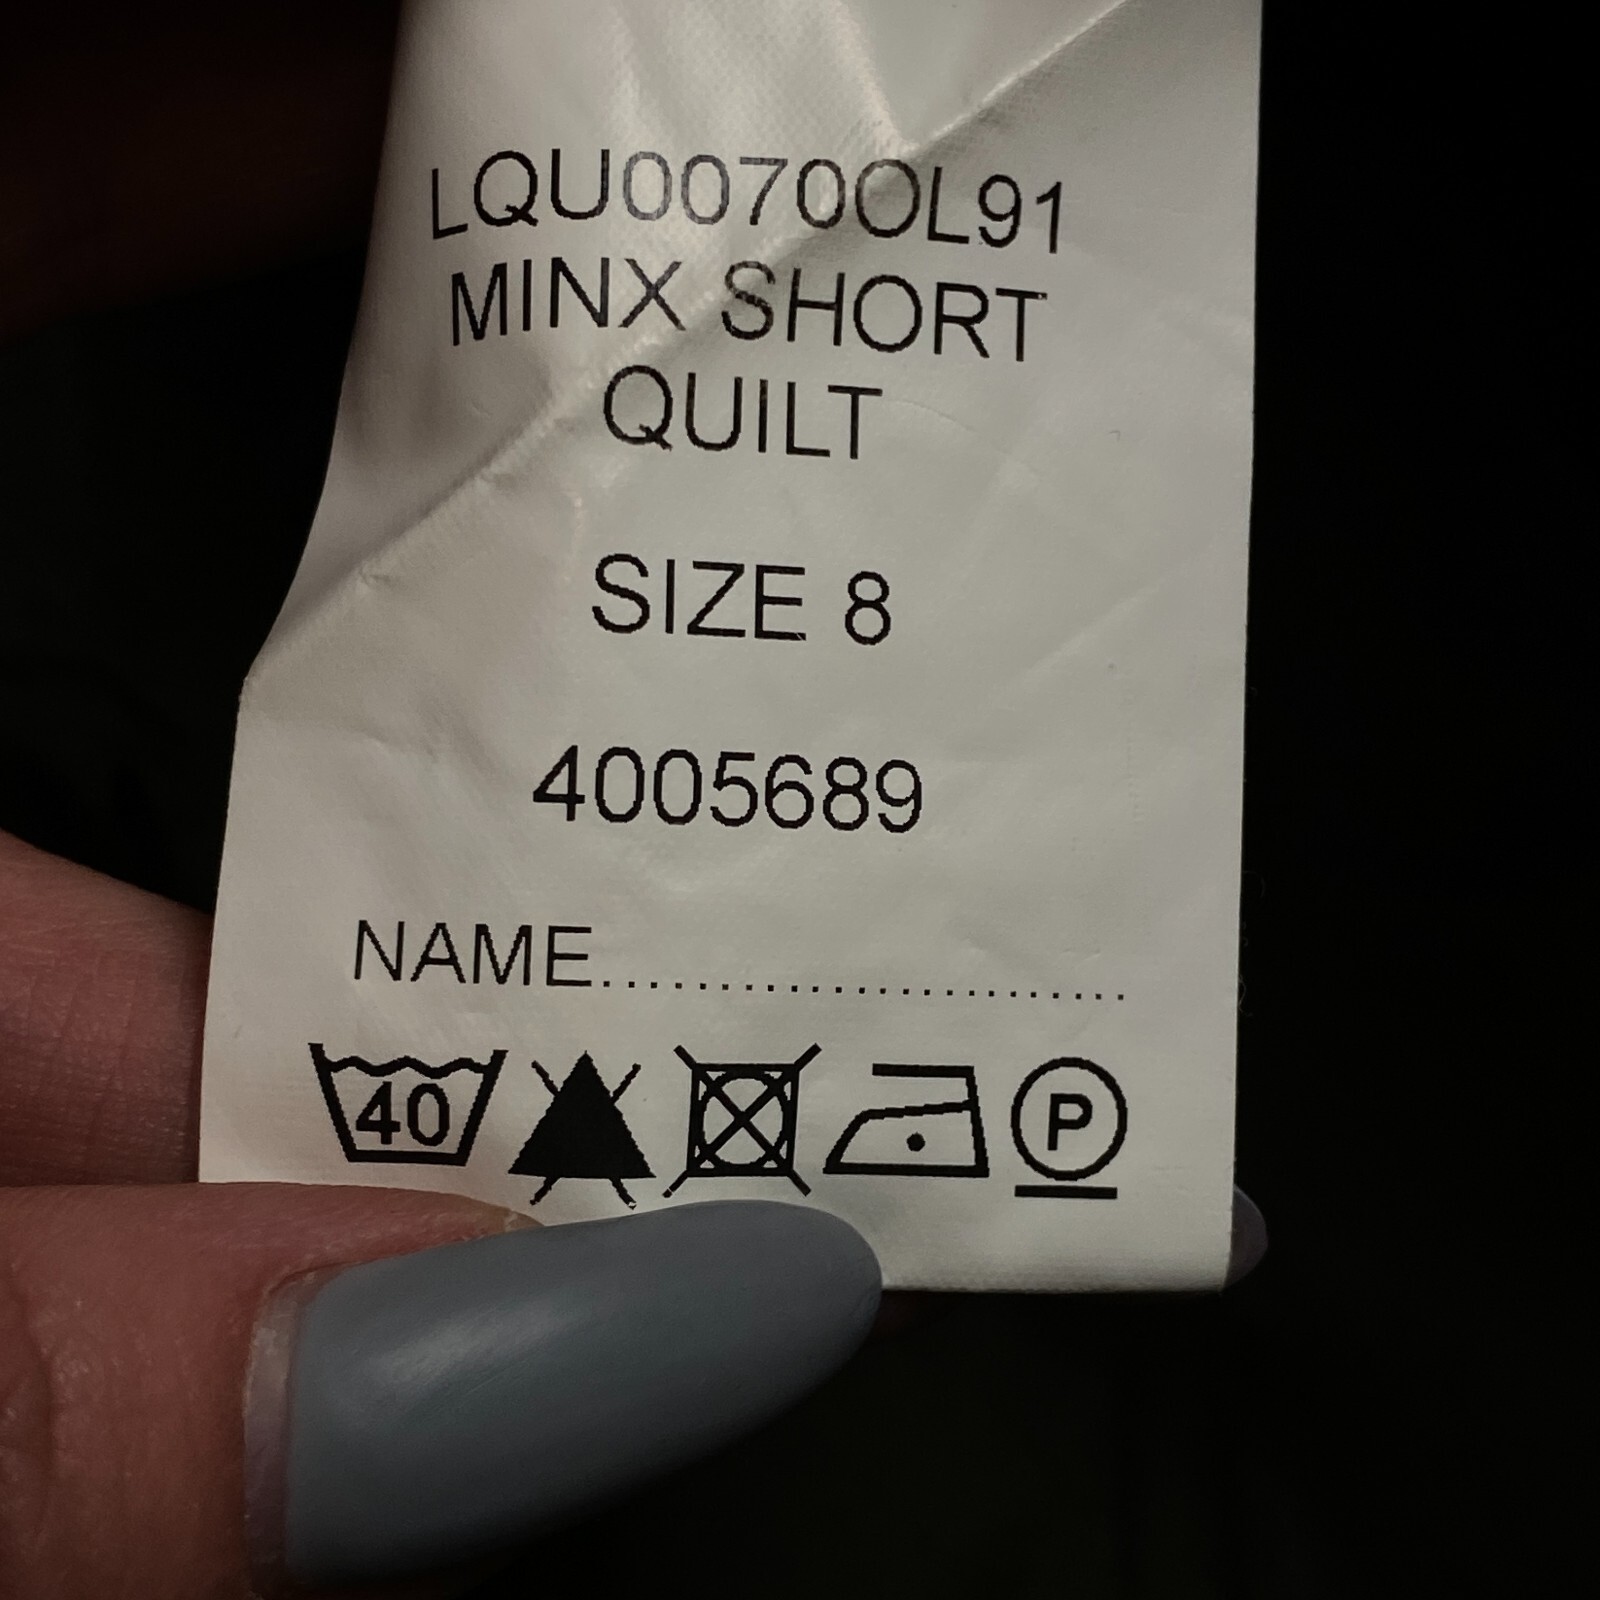 LQU0070OL91
MINX SHORT
QUILT
SIZE 8
4005689
NAME........................
40 P